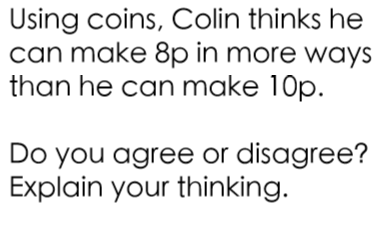 Using coins, Colin thinks he
can make 8p in more ways
than he can make 10p.
Do you agree or disagree?
Explain your thinking.